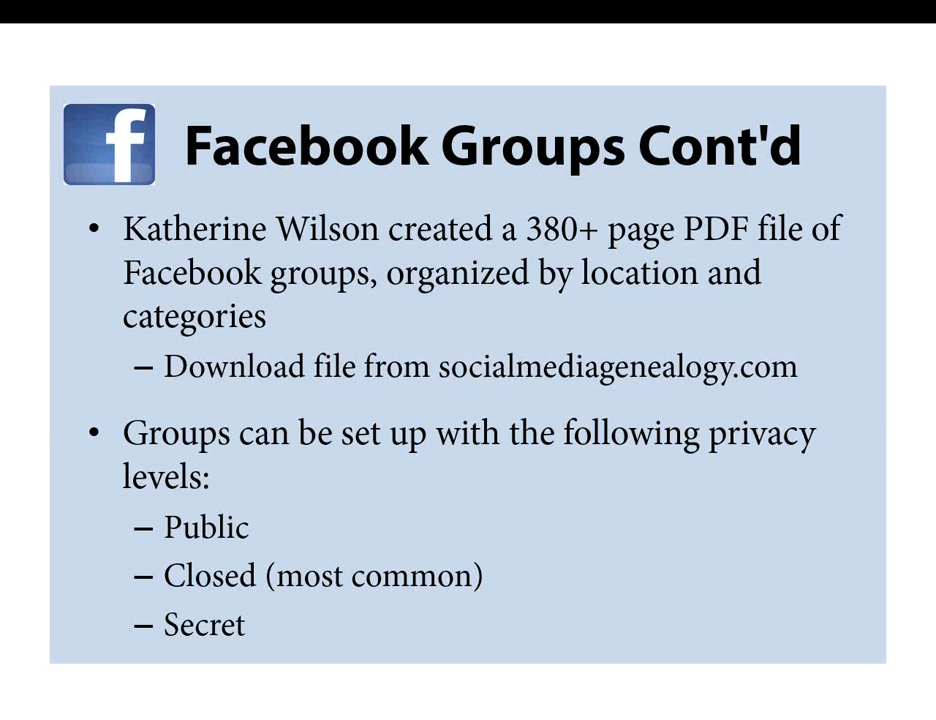 f
Facebook Groups Cont'd
• Katherine Wilson created a 380+ page PDF file of
Facebook groups, organized by location and
categories
– Download file from socialmediagenealogy.com
• Groups can be set up with the following privacy
levels:
– Public
– Closed (most common)
– Secret